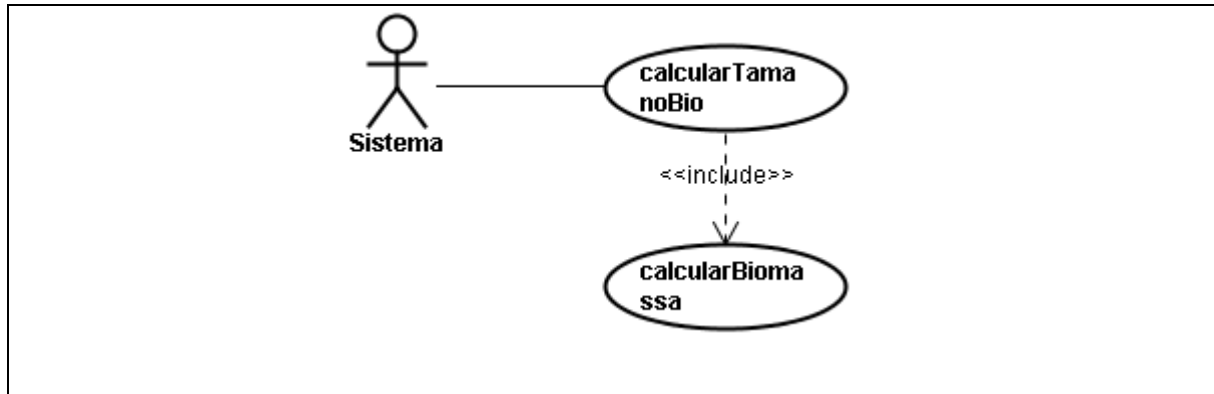 calcularTama
noBio
Sistema
<<include>>
calcularBioma
ssa